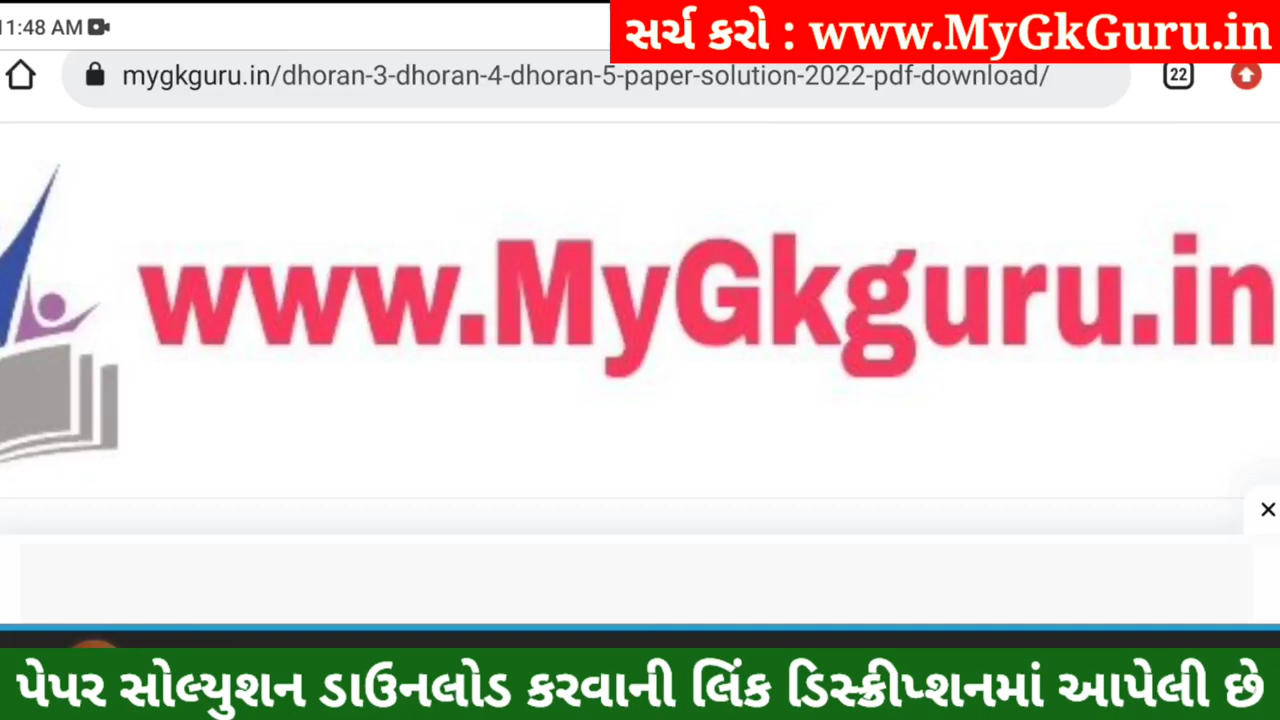 11:48 AM
સર્ચ કરો : www.MyGkGuru.in
mygkguru.in/dhoran-3-dhoran-4-dhoran-5-paper-solution-2022-pdf-download/
22
www.MyGkguru.in
પેપર સોલ્યુશન ડાઉનલોડ કરવાની લિંક ડિસ્ક્રીપ્શનમાં આપેલી છે